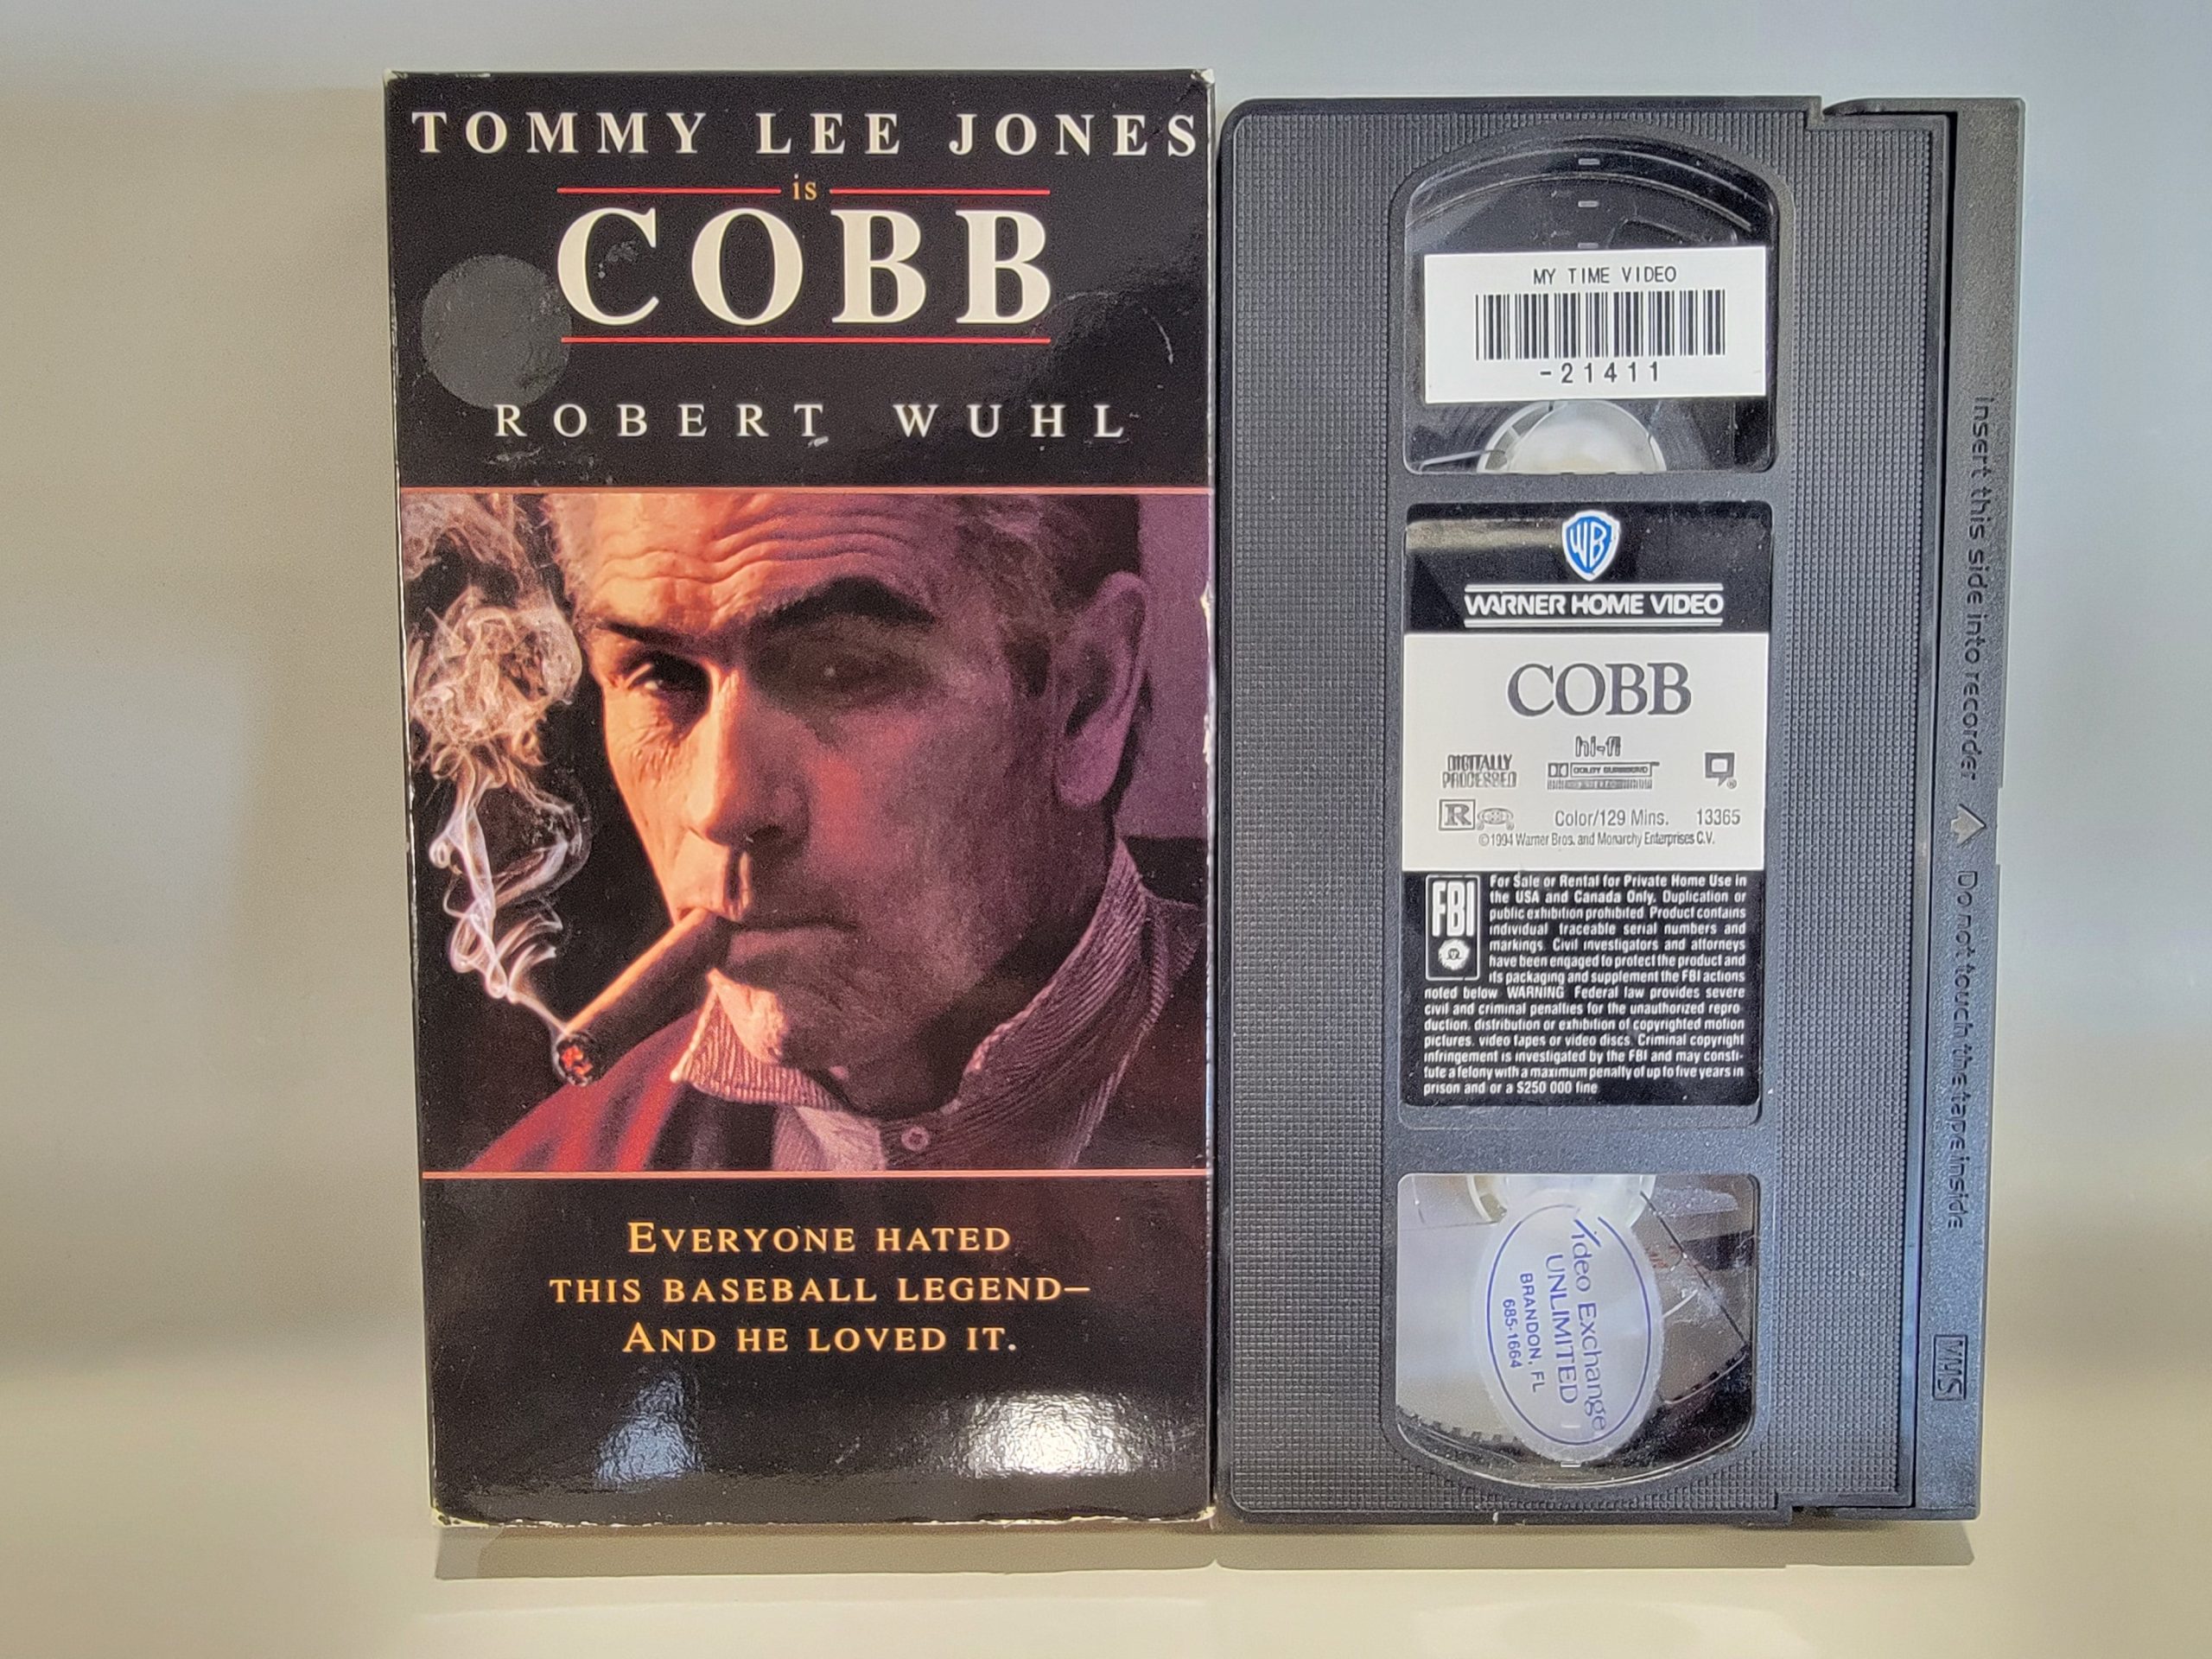 TOMMY LEE JONES
is
COBB
ROBERT WUHL
EVERYONE HATED
THIS BASEBALL LEGEND—
AND HE LOVED IT.
MY TIME VIDEO
-21411
WB
WARNER HOME VIDEO
COBB
hi-fi
DIGITALLY
PROCESSED
DOLBY SURROUND
R
Color/129 Mins. 13365
©1994 Warner Bros. and Monarchy Enterprises C.V.
FBI
For Sale or Rental for Private Home Use in
the USA and Canada Only. Duplication or
public exhibition prohibited. Product contains
individual traceable serial numbers and
markings. Civil investigators and attorneys
have been engaged to protect the product and
its packaging and supplement the FBI actions
noted below WARNING Federal law provides severe
civil and criminal penalties for the unauthorized repro-
duction, distribution or exhibition of copyrighted motion
pictures, video tapes or video discs. Criminal copyright
infringement is investigated by the FBI and may consti-
tute a felony with a maximum penalty of up to five years in
prison and or a $250 000 fine
Video Exchange
UNLIMITED
BRANDON, FL
685-1664
Insert this side into recorder Do not touch the tape inside
VHS